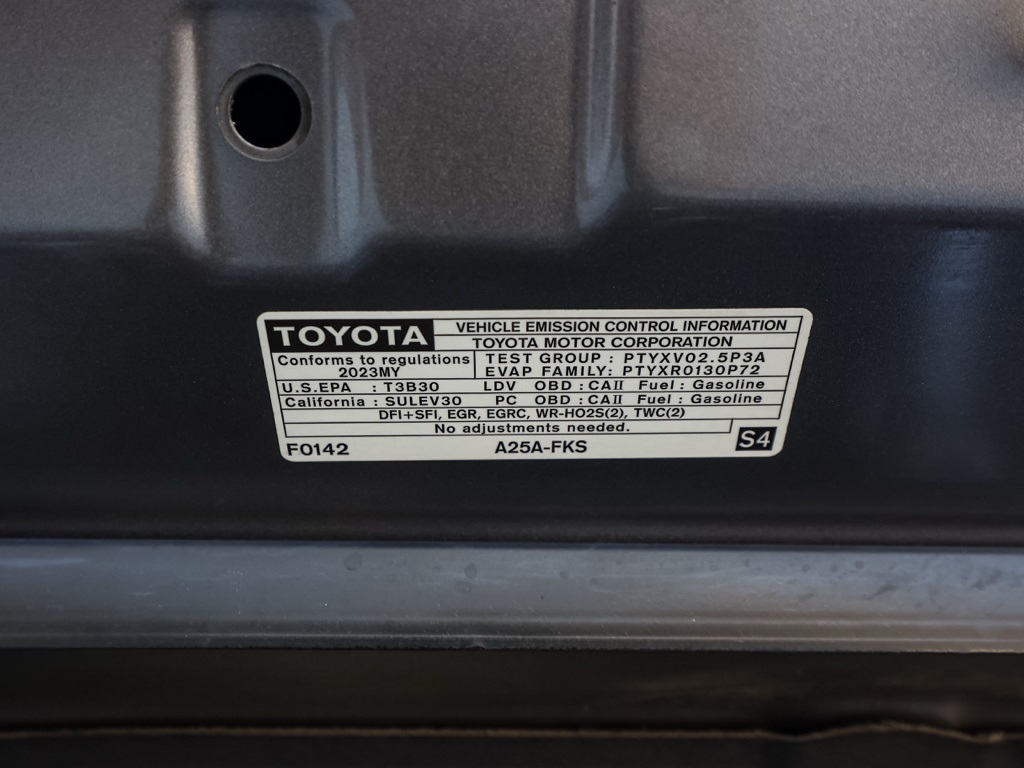 TOYOTA VEHICLE EMISSION CONTROL INFORMATION
TOYOTA MOTOR CORPORATION
Conforms to regulations TEST GROUP : PTYXV02.5P3A
2023MY EVAP FAMILY: PTYXR0130P72
U.S.EPA : T3B30 LDV OBD : CAII Fuel : Gasoline
California : SULEV30 PC OBD : CAII Fuel : Gasoline
DFI+SFI, EGR, EGRC, WR-HO2S(2), TWC(2)
No adjustments needed.
F0142 A25A-FKS S4